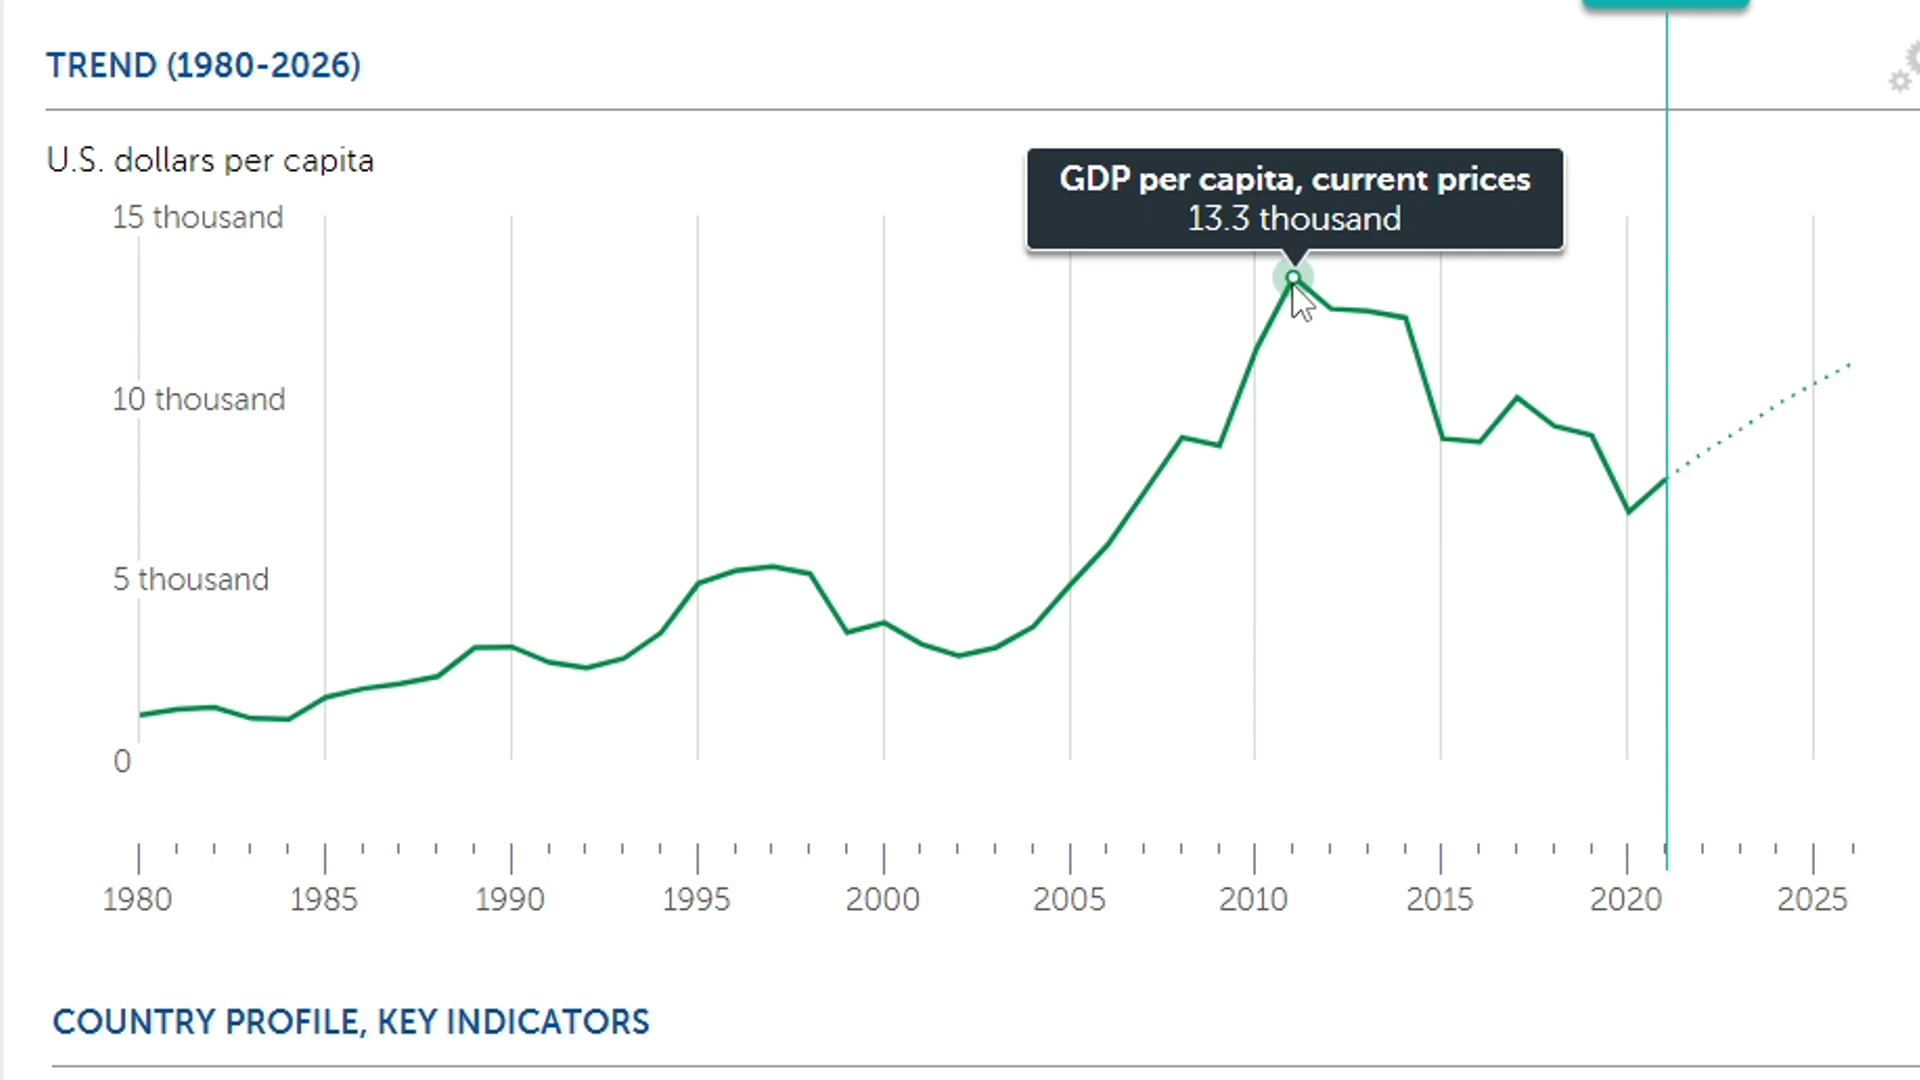 TREND (1980-2026)
U.S. dollars per capita
GDP per capita, current prices
13.3 thousand
15 thousand
10 thousand
5 thousand
0
1980 1985 1990 1995 2000 2005 2010 2015 2020 2025
COUNTRY PROFILE, KEY INDICATORS